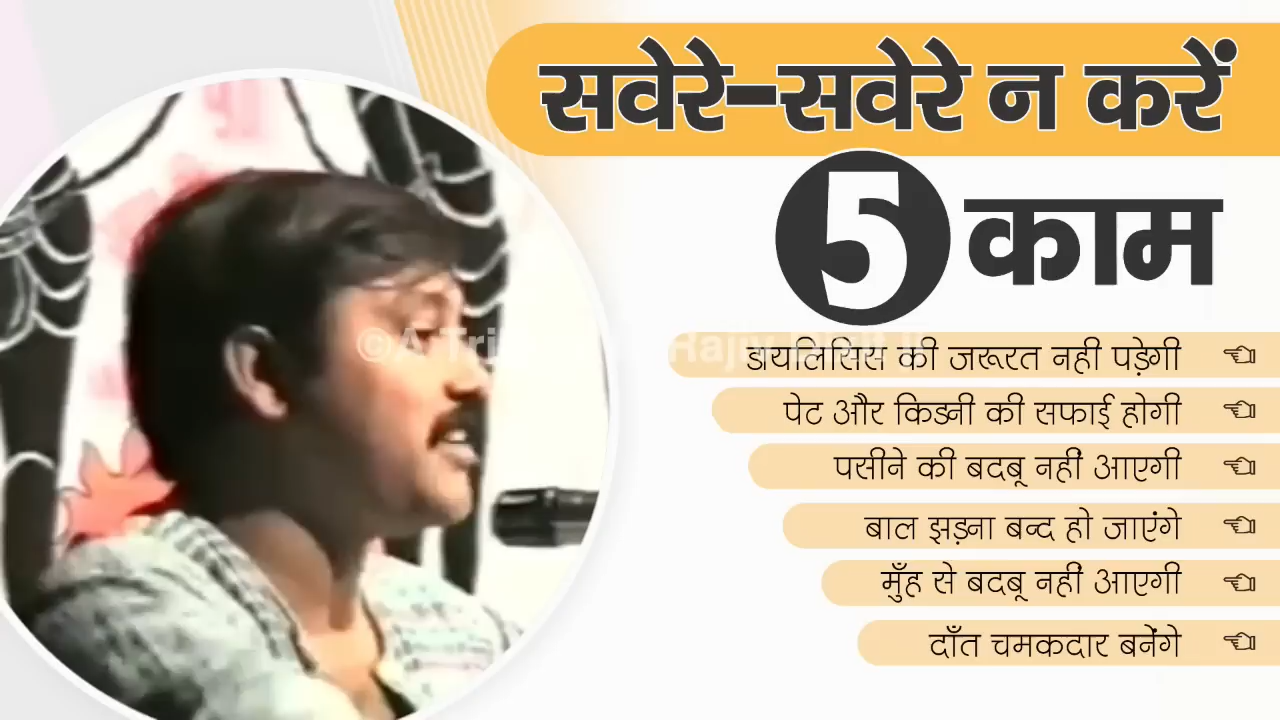 सवेरे-सवेरे न करें
5 काम
डायलिसिस की जरूरत नही पड़ेगी
पेट और किडनी की सफाई होगी
पसीने की बदबू नहीं आएगी
बाल झड़ना बन्द हो जाएंगे
मुँह से बदबू नहीं आएगी
दाँत चमकदार बनेंगे